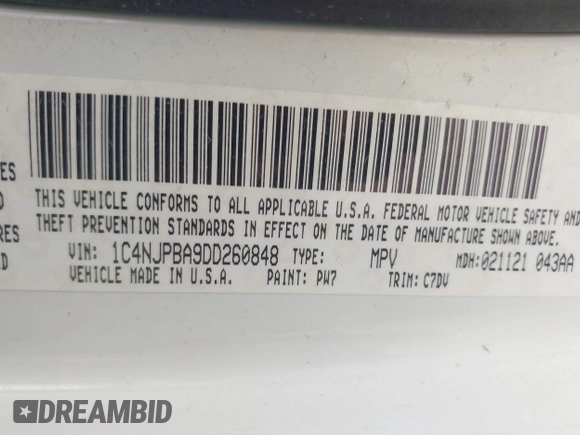 ES
THIS VEHICLE CONFORMS TO ALL APPLICABLE U.S.A. FEDERAL MOTOR VEHICLE SAFETY AND
RES
THEFT PREVENTION STANDARDS IN EFFECT ON THE DATE OF MANUFACTURE SHOWN ABOVE.
D
VIN: 1C4NJPBA9DD260848 TYPE: MPV MDH:021121 043AA
VEHICLE MADE IN U.S.A. PAINT: PW7 TRIM: C7DV
DREAMBID